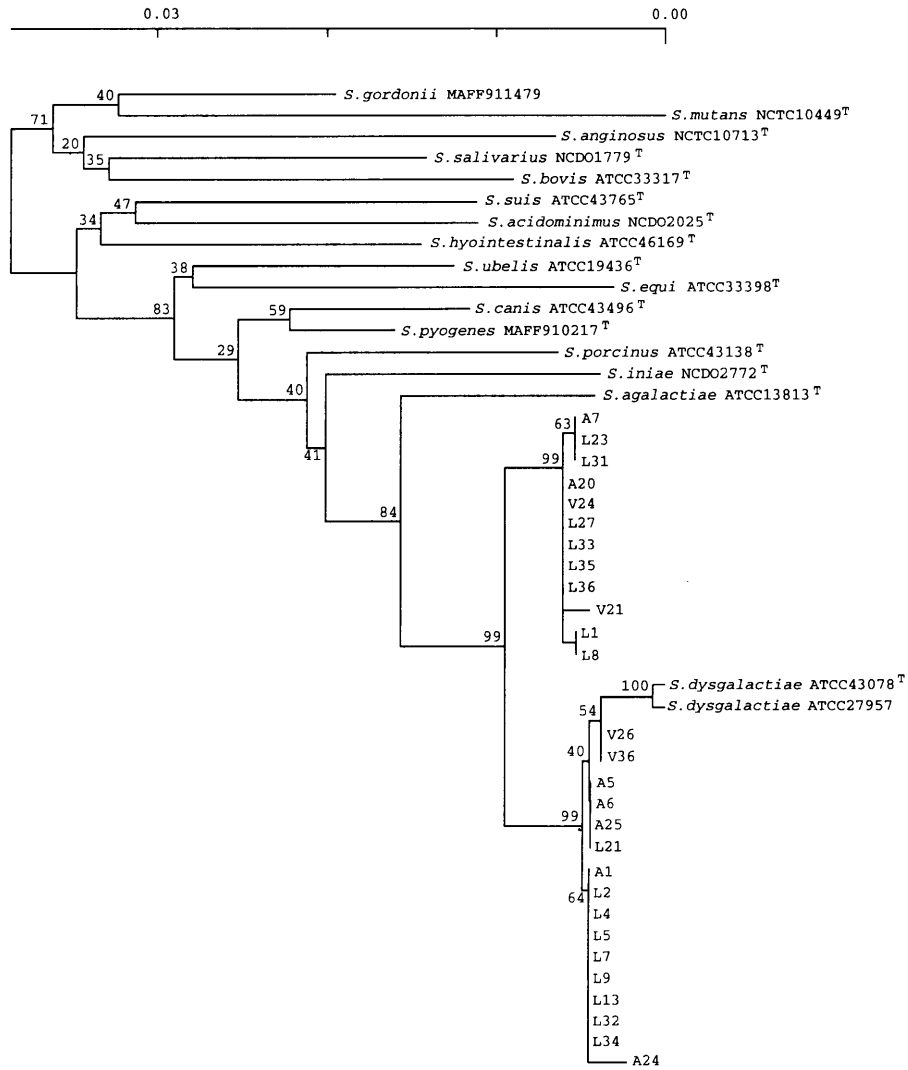 0.03 0.00
40 S.gordonii MAFF911479
71
S.mutans NCTC10449T
20 S.anginosus NCTC10713T
35 S.salivarius NCDO1779T
S.bovis ATCC33317T
47 S.suis ATCC43765T
34 S.acidominimus NCDO2025T
S.hyointestinalis ATCC46169T
38 S.ubelis ATCC19436T
S.equi ATCC33398T
83 59 S.canis ATCC43496T
S.pyogenes MAFF910217T
29 S.porcinus ATCC43138T
S.iniae NCDO2772T
40 S.agalactiae ATCC13813T
63 A7
L23
41 99 L31
A20
V24
84 L27
L33
L35
L36
V21
99 L1
L8
100 S.dysgalactiae ATCC43078T
S.dysgalactiae ATCC27957
54
V26
40 V36
A5
A6
99 A25
L21
A1
64 L2
L4
L5
L7
L9
L13
L32
L34
A24